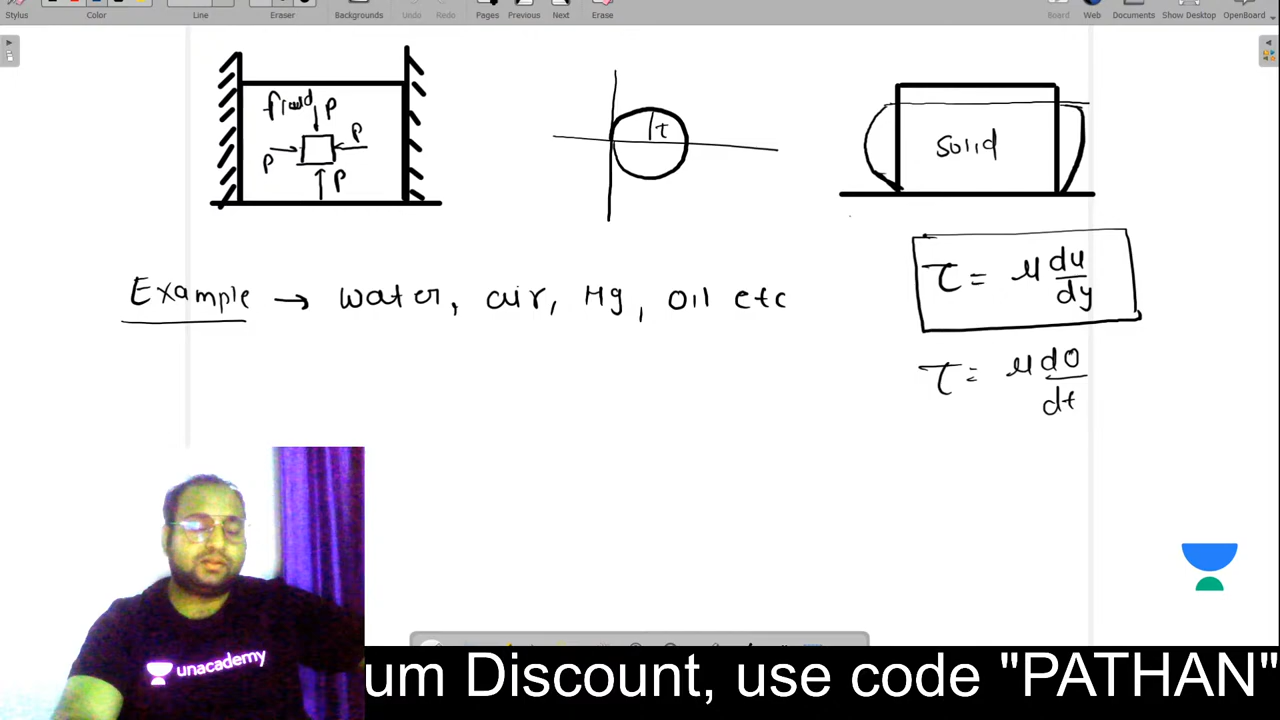 Stylus
Color
Line
Eraser
Backgrounds
Undo
Redo
Pages
Previous
Next
Erase
Board
Web
Documents
Show Desktop
OpenBoard
fluid
P
P
P
P
τ
Solid
τ = μ du/dy
Example → water, air, Hg, oil etc
τ = μ dθ/dt
unacademy
um Discount, use code "PATHAN"